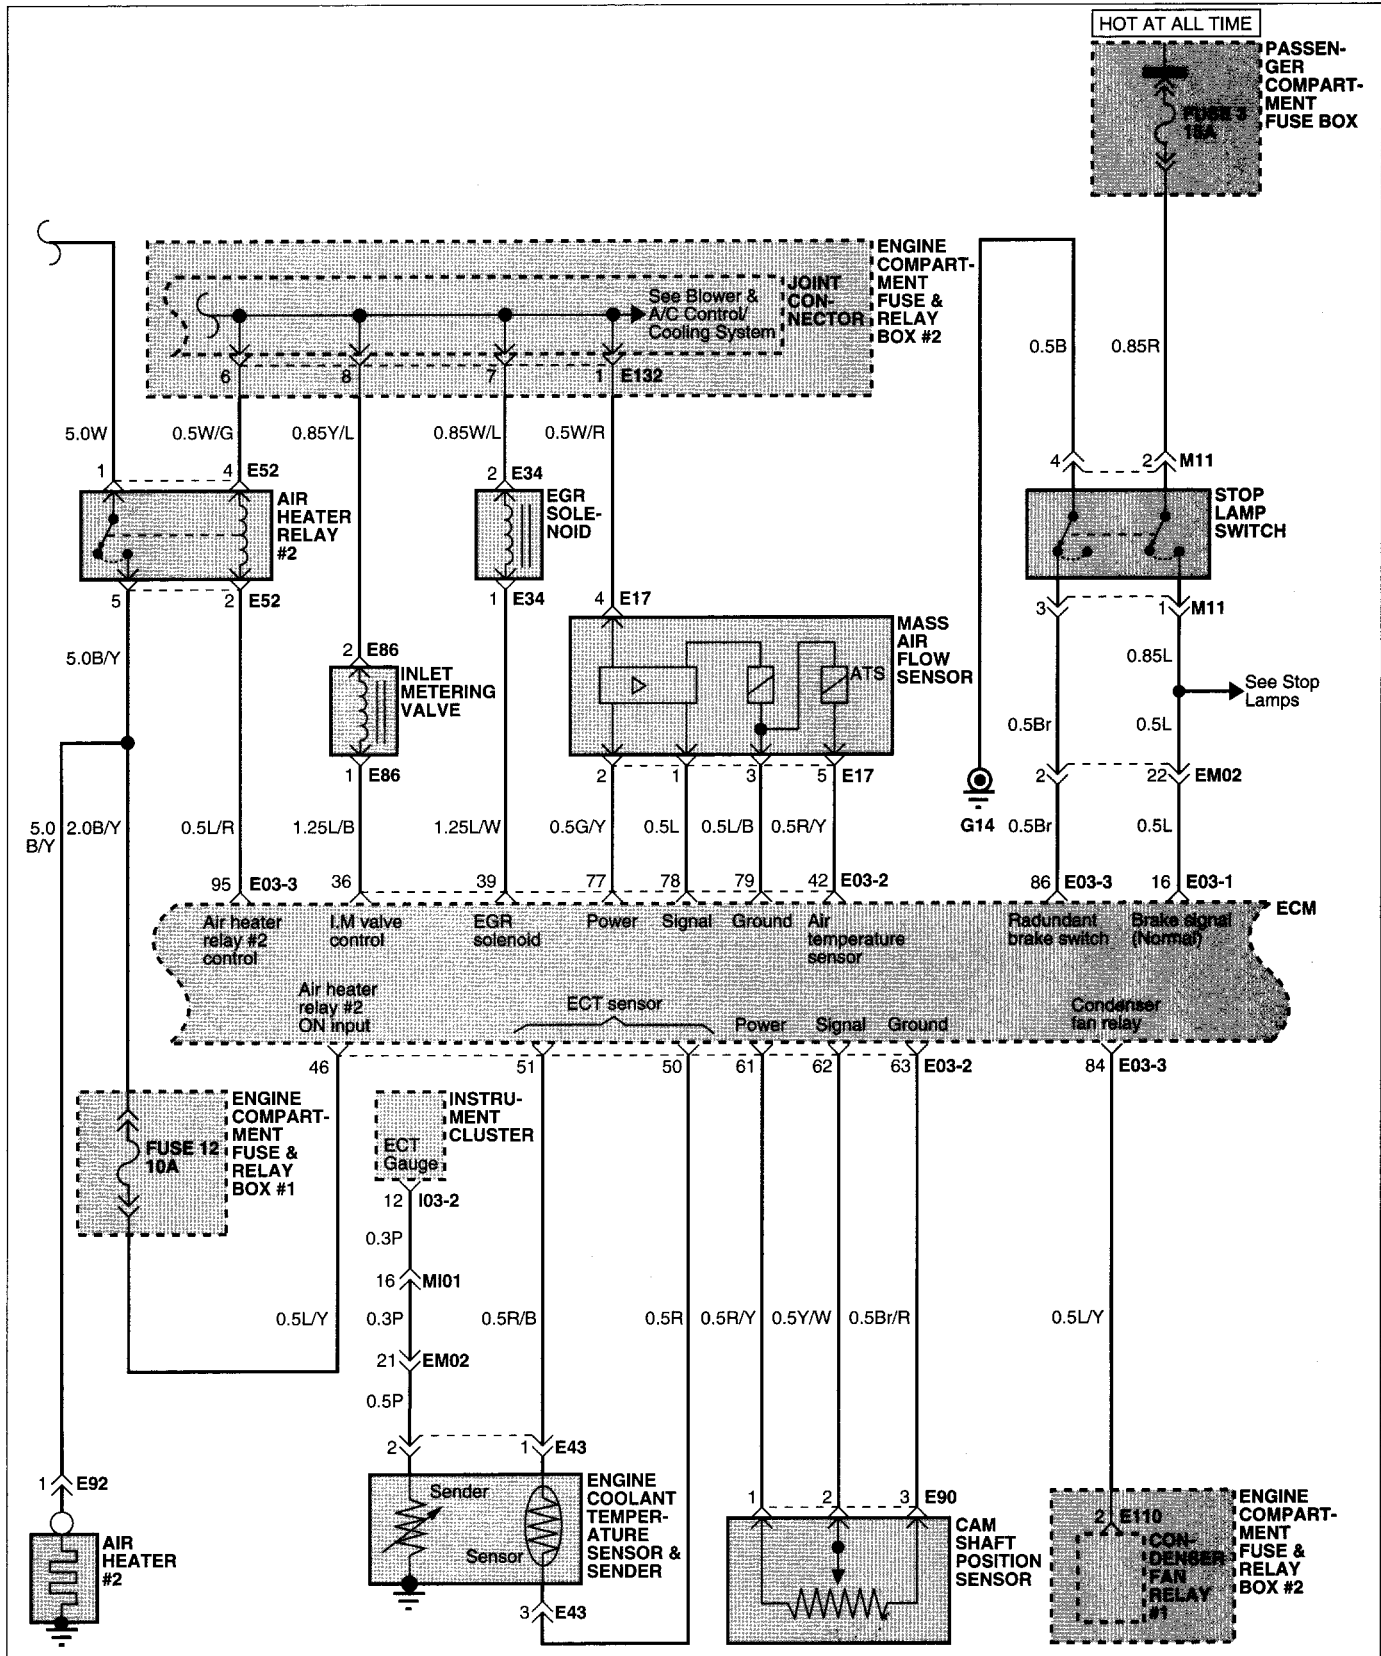 HOT AT ALL TIME
PASSEN-
GER
COMPART-
MENT
FUSE BOX
FUSE 3
15A
ENGINE
COMPART-
MENT
FUSE &
RELAY
BOX #2
JOINT
CON-
NECTOR
See Blower &
A/C Control/
Cooling System
6
8
7
1
E132
0.5B
0.85R
5.0W
0.5W/G
0.85Y/L
0.85W/L
0.5W/R
1
4
E52
2
E34
4
2
M11
AIR
HEATER
RELAY
#2
EGR
SOLE-
NOID
STOP
LAMP
SWITCH
5
2
E52
1
E34
4
E17
3
1
M11
5.0B/Y
2
E86
INLET
METERING
VALVE
MASS
AIR
FLOW
SENSOR
ATS
0.85L
See Stop
Lamps
0.5Br
0.5L
1
E86
2
1
3
5
E17
2
22
EM02
5.0
B/Y
2.0B/Y
0.5L/R
1.25L/B
1.25L/W
0.5G/Y
0.5L
0.5L/B
0.5R/Y
G14
0.5Br
0.5L
95
E03-3
36
39
77
78
79
42
E03-2
86
E03-3
16
E03-1
ECM
Air heater
relay #2
control
I.M valve
control
EGR
solenoid
Power
Signal
Ground
Air
temperature
sensor
Radundent
brake switch
Brake signal
(Normal)
Air heater
relay #2
ON input
ECT sensor
Power
Signal
Ground
Condenser
fan relay
46
51
50
61
62
63
E03-2
84
E03-3
ENGINE
COMPART-
MENT
FUSE &
RELAY
BOX #1
FUSE 12
10A
INSTRU-
MENT
CLUSTER
ECT
Gauge
12
I03-2
0.3P
16
MI01
0.5L/Y
0.3P
0.5R/B
0.5R
0.5R/Y
0.5Y/W
0.5Br/R
0.5L/Y
21
EM02
0.5P
2
1
E43
1
E92
AIR
HEATER
#2
Sender
Sensor
ENGINE
COOLANT
TEMPER-
ATURE
SENSOR &
SENDER
3
E43
1
2
3
E90
CAM
SHAFT
POSITION
SENSOR
2
E110
CON-
DENSER
FAN
RELAY
#1
ENGINE
COMPART-
MENT
FUSE &
RELAY
BOX #2